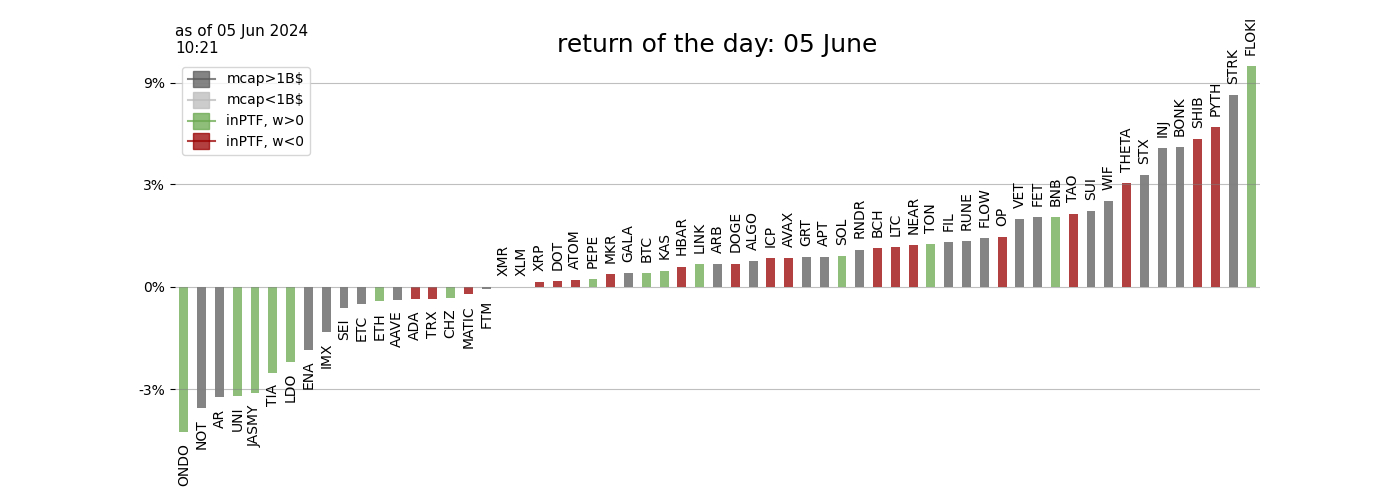 as of 05 Jun 2024
10:21
return of the day: 05 June
mcap>1B$
mcap<1B$
inPTF, w>0
inPTF, w<0
9%
3%
0%
-3%
ONDO
NOT
AR
UNI
JASMY
TIA
LDO
ENA
IMX
SEI
ETC
ETH
AAVE
ADA
TRX
CHZ
MATIC
FTM
XMR
XLM
XRP
DOT
ATOM
PEPE
MKR
GALA
BTC
KAS
HBAR
LINK
ARB
DOGE
ALGO
ICP
AVAX
GRT
APT
SOL
RNDR
BCH
LTC
NEAR
TON
FIL
RUNE
FLOW
OP
VET
FET
BNB
TAO
SUI
WIF
THETA
STX
INJ
BONK
SHIB
PYTH
STRK
FLOKI